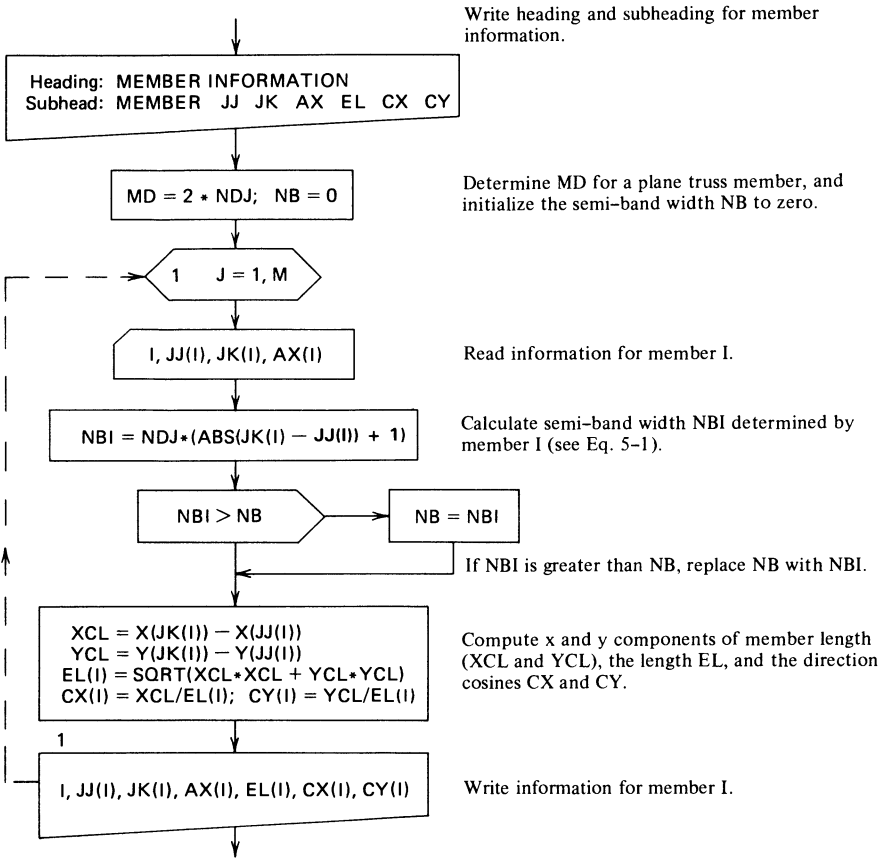 Write heading and subheading for member
information.
Heading: MEMBER INFORMATION
Subhead: MEMBER JJ JK AX EL CX CY
MD = 2 * NDJ; NB = 0
Determine MD for a plane truss member, and
initialize the semi-band width NB to zero.
1 J = 1, M
I, JJ(I), JK(I), AX(I)
Read information for member I.
NBI = NDJ*(ABS(JK(I) − JJ(I)) + 1)
Calculate semi-band width NBI determined by
member I (see Eq. 5-1).
NBI > NB
NB = NBI
If NBI is greater than NB, replace NB with NBI.
XCL = X(JK(I)) − X(JJ(I))
YCL = Y(JK(I)) − Y(JJ(I))
EL(I) = SQRT(XCL*XCL + YCL*YCL)
CX(I) = XCL/EL(I); CY(I) = YCL/EL(I)
Compute x and y components of member length
(XCL and YCL), the length EL, and the direction
cosines CX and CY.
1
I, JJ(I), JK(I), AX(I), EL(I), CX(I), CY(I)
Write information for member I.